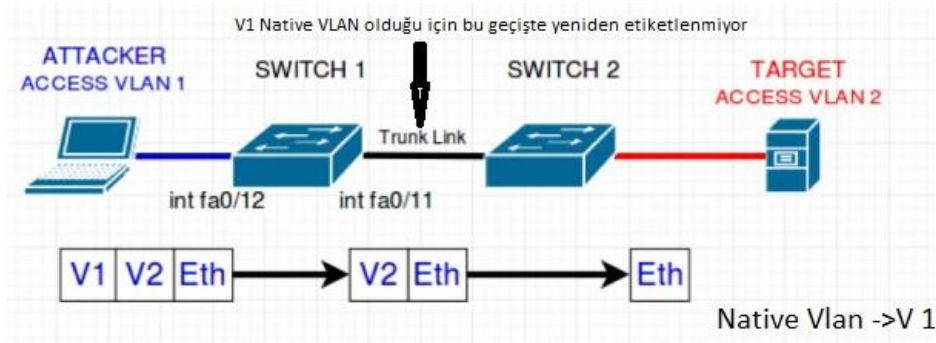 V1 Native VLAN olduğu için bu geçişte yeniden etiketlenmiyor
ATTACKER
ACCESS VLAN 1
SWITCH 1
SWITCH 2
TARGET
ACCESS VLAN 2
Trunk Link
int fa0/12
int fa0/11
V1 V2 Eth
V2 Eth
Eth
Native Vlan ->V 1